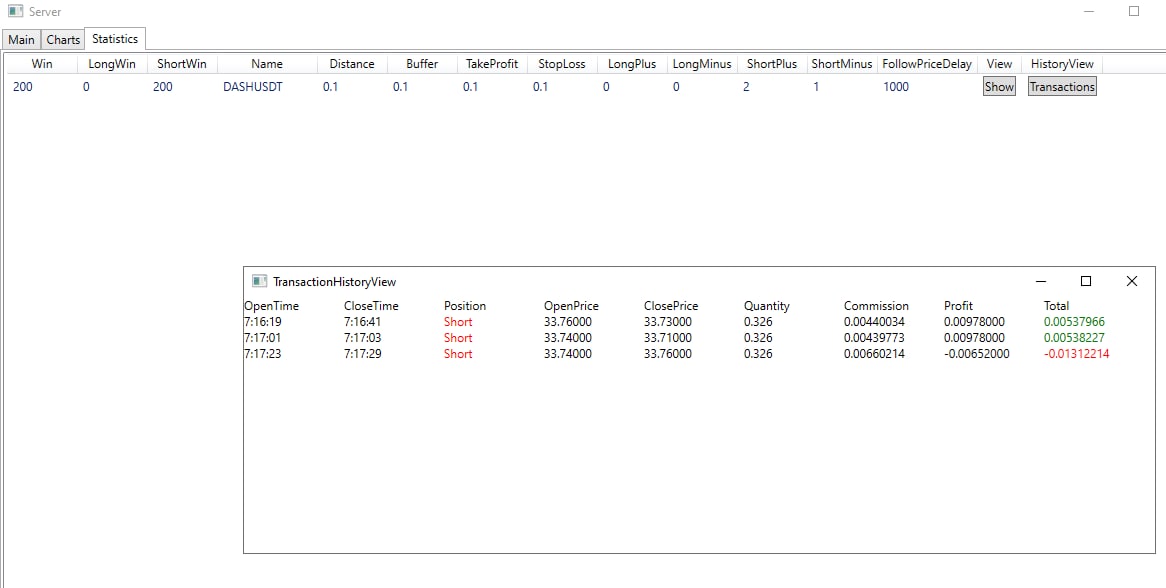 Server
Main Charts Statistics
Win LongWin ShortWin Name Distance Buffer TakeProfit StopLoss LongPlus LongMinus ShortPlus ShortMinus FollowPriceDelay View HistoryView
200 0 200 DASHUSDT 0.1 0.1 0.1 0.1 0 0 2 1 1000 Show Transactions
TransactionHistoryView
OpenTime CloseTime Position OpenPrice ClosePrice Quantity Commission Profit Total
7:16:19 7:16:41 Short 33.76000 33.73000 0.326 0.00440034 0.00978000 0.00537966
7:17:01 7:17:03 Short 33.74000 33.71000 0.326 0.00439773 0.00978000 0.00538227
7:17:23 7:17:29 Short 33.74000 33.76000 0.326 0.00660214 -0.00652000 -0.01312214